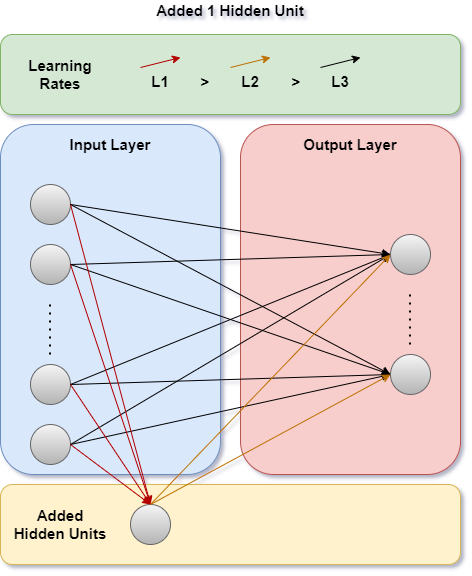 Added 1 Hidden Unit
Learning
Rates
L1 > L2 > L3
Input Layer
Output Layer
Added
Hidden Units